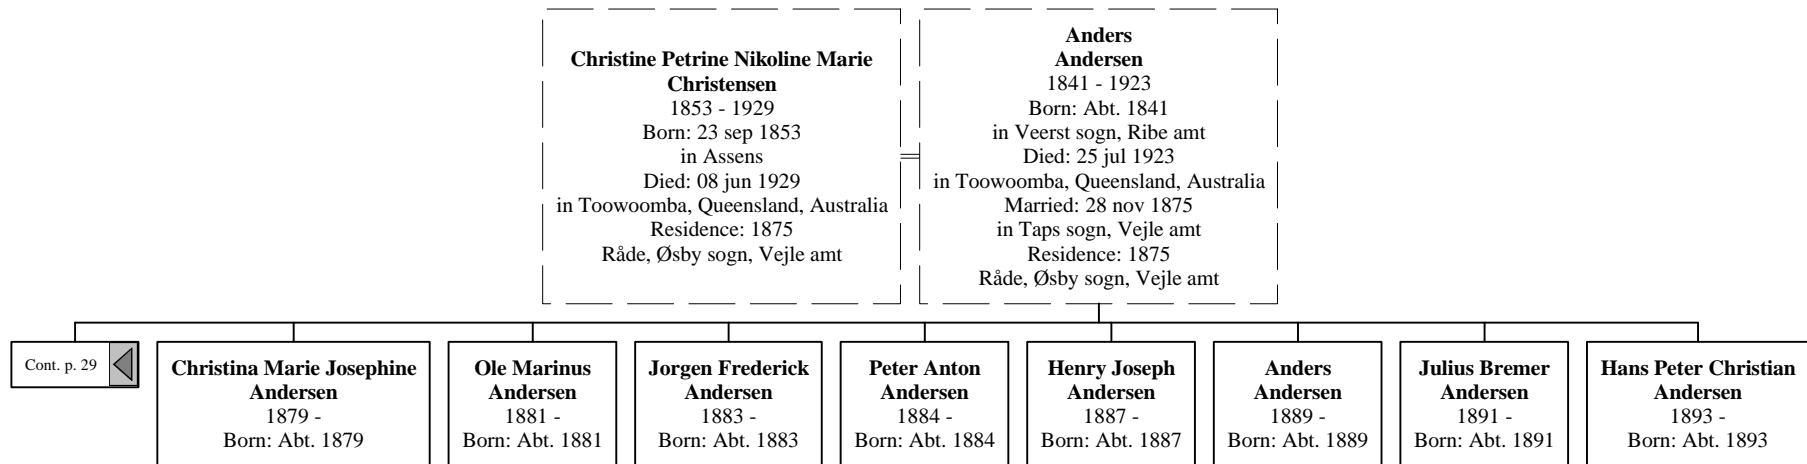 Christine Petrine Nikoline Marie
Christensen
1853 - 1929
Born: 23 sep 1853
in Assens
Died: 08 jun 1929
in Toowoomba, Queensland, Australia
Residence: 1875
Råde, Øsby sogn, Vejle amt
Anders
Andersen
1841 - 1923
Born: Abt. 1841
in Veerst sogn, Ribe amt
Died: 25 jul 1923
in Toowoomba, Queensland, Australia
Married: 28 nov 1875
in Taps sogn, Vejle amt
Residence: 1875
Råde, Øsby sogn, Vejle amt
Cont. p. 29
Christina Marie Josephine
Andersen
1879 -
Born: Abt. 1879
Ole Marinus
Andersen
1881 -
Born: Abt. 1881
Jorgen Frederick
Andersen
1883 -
Born: Abt. 1883
Peter Anton
Andersen
1884 -
Born: Abt. 1884
Henry Joseph
Andersen
1887 -
Born: Abt. 1887
Anders
Andersen
1889 -
Born: Abt. 1889
Julius Bremer
Andersen
1891 -
Born: Abt. 1891
Hans Peter Christian
Andersen
1893 -
Born: Abt. 1893